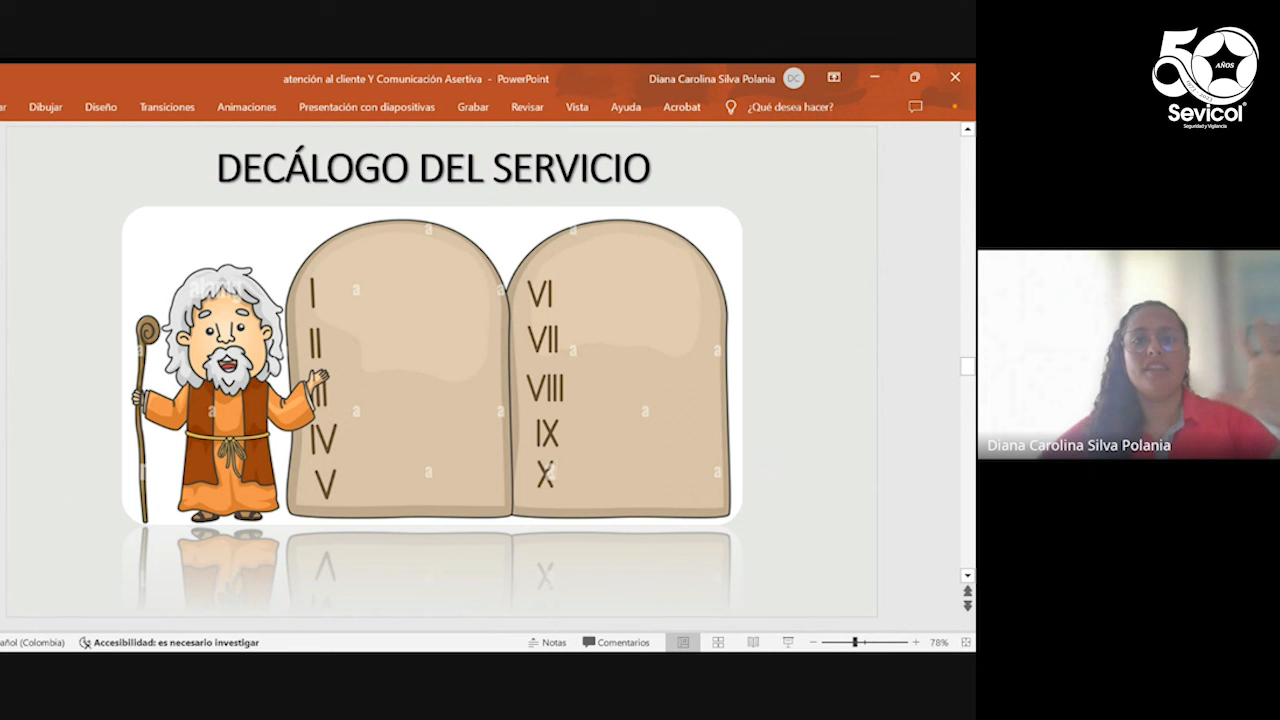 atención al cliente Y Comunicación Asertiva - PowerPoint
Diana Carolina Silva Polania
DC
Dibujar Diseño Transiciones Animaciones Presentación con diapositivas Grabar Revisar Vista Ayuda Acrobat ¿Qué desea hacer?
DECÁLOGO DEL SERVICIO
I
II
III
IV
V
VI
VII
VIII
IX
X
Accesibilidad: es necesario investigar
Notas
Comentarios
78%
50
AÑOS
Sevicol
Seguridad y Vigilancia
Diana Carolina Silva Polania